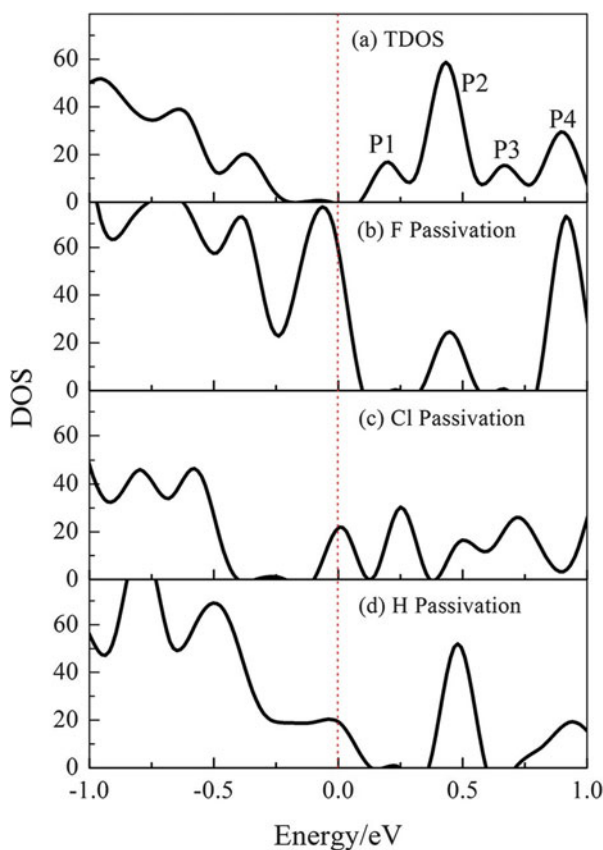 (a) TDOS
60
40
20
0
P1
P2
P3
P4
(b) F Passivation
60
40
20
0
(c) Cl Passivation
60
40
20
0
(d) H Passivation
60
40
20
0
DOS
-1.0
-0.5
0.0
0.5
1.0
Energy/eV